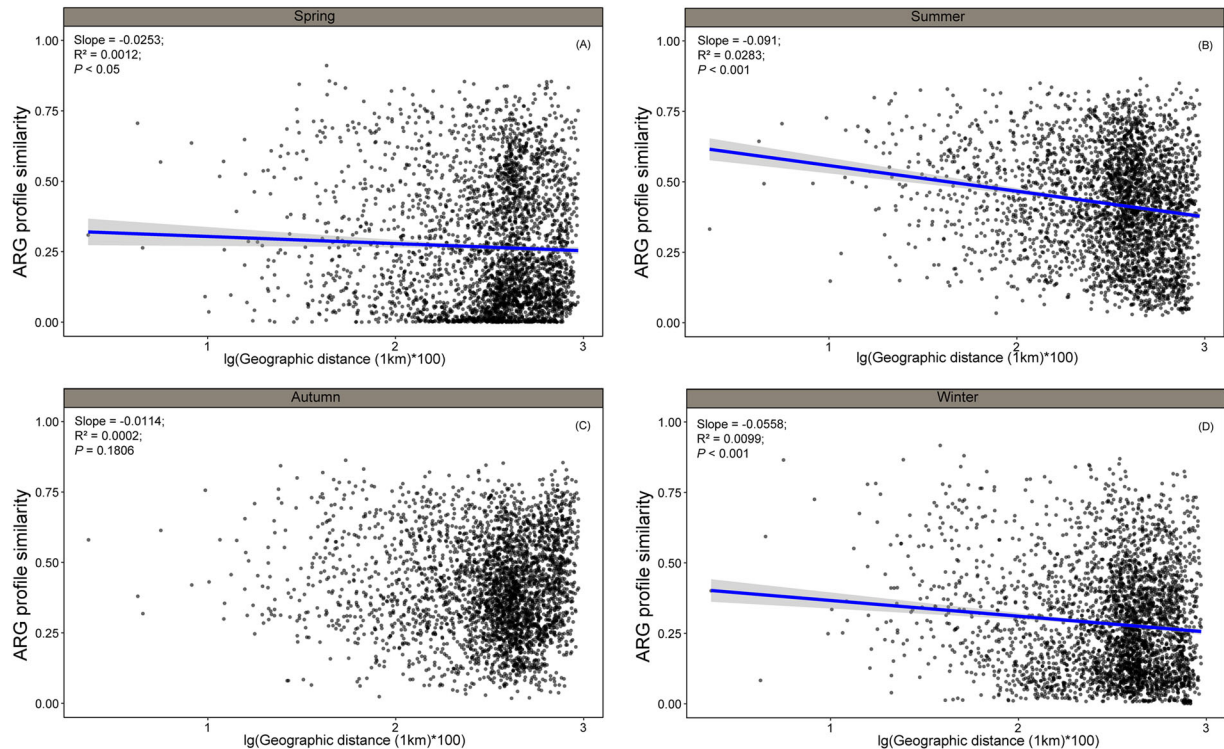 Spring
Slope = -0.0253;
R² = 0.0012;
P < 0.05
(A)
1.00
0.75
0.50
0.25
0.00
ARG profile similarity
1 2 3
lg(Geographic distance (1km)*100)
Summer
Slope = -0.091;
R² = 0.0283;
P < 0.001
(B)
1.00
0.75
0.50
0.25
0.00
ARG profile similarity
1 2 3
lg(Geographic distance (1km)*100)
Autumn
Slope = -0.0114;
R² = 0.0002;
P = 0.1806
(C)
1.00
0.75
0.50
0.25
0.00
ARG profile similarity
1 2 3
lg(Geographic distance (1km)*100)
Winter
Slope = -0.0558;
R² = 0.0099;
P < 0.001
(D)
1.00
0.75
0.50
0.25
0.00
ARG profile similarity
1 2 3
lg(Geographic distance (1km)*100)